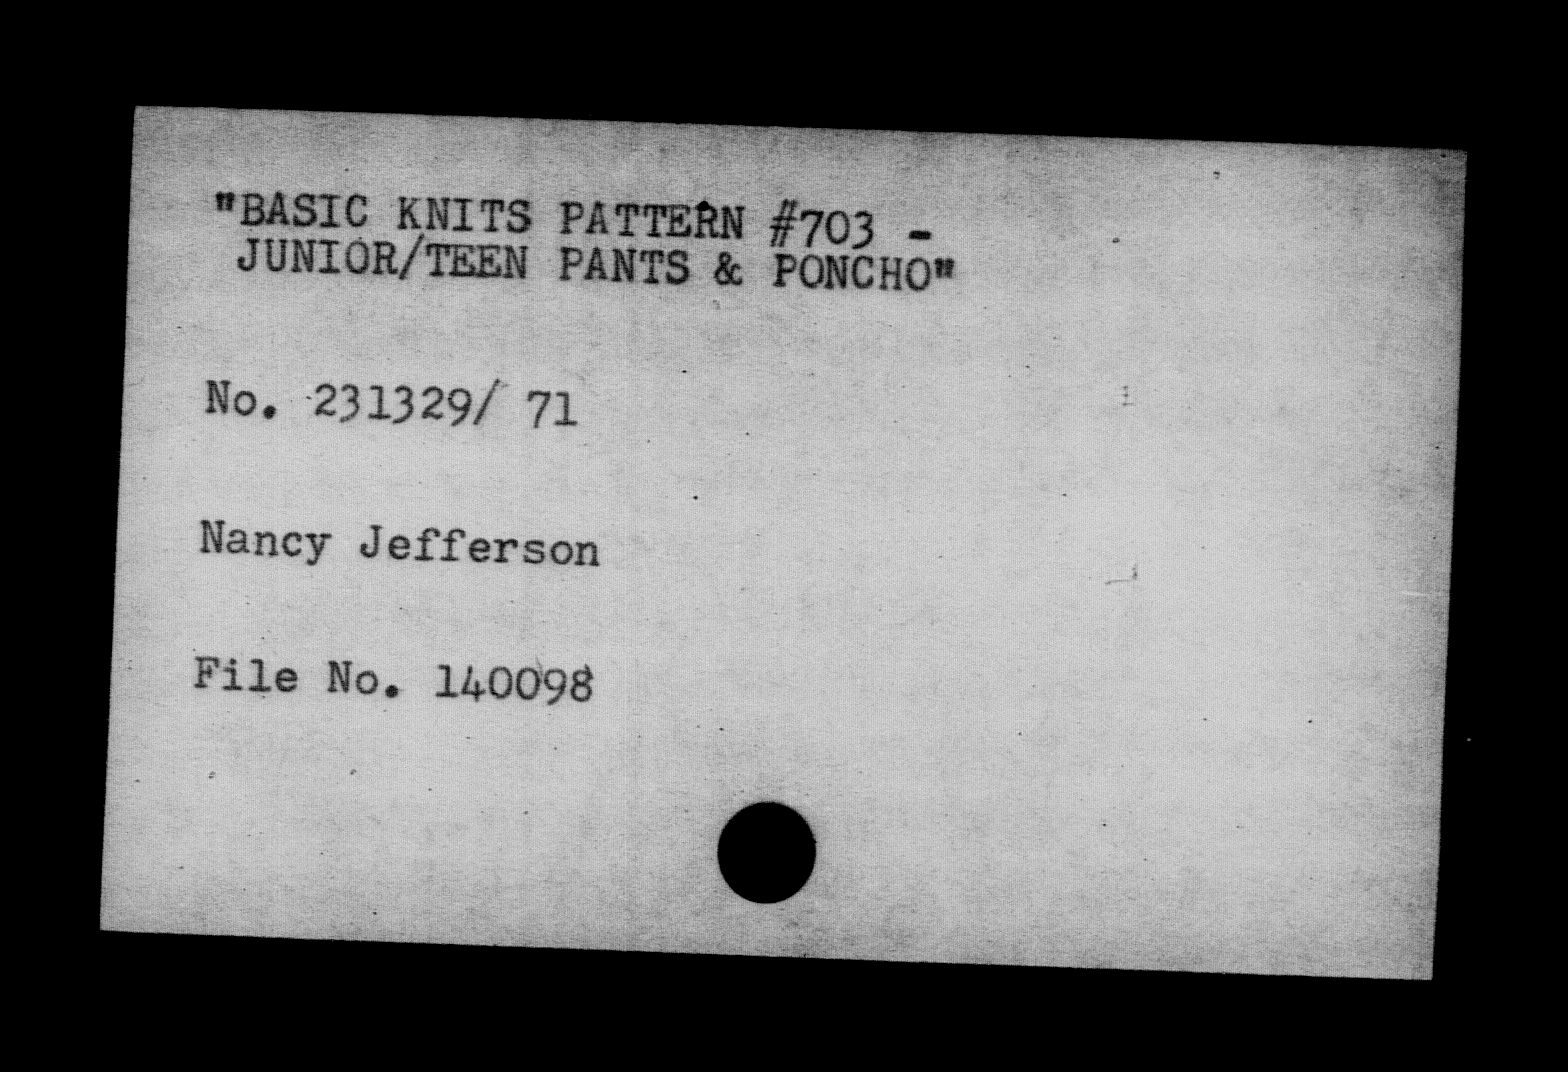 "BASIC KNITS PATTERN #703 -
JUNIOR/TEEN PANTS & PONCHO"
No. 231329/ 71
Nancy Jefferson
File No. 140098